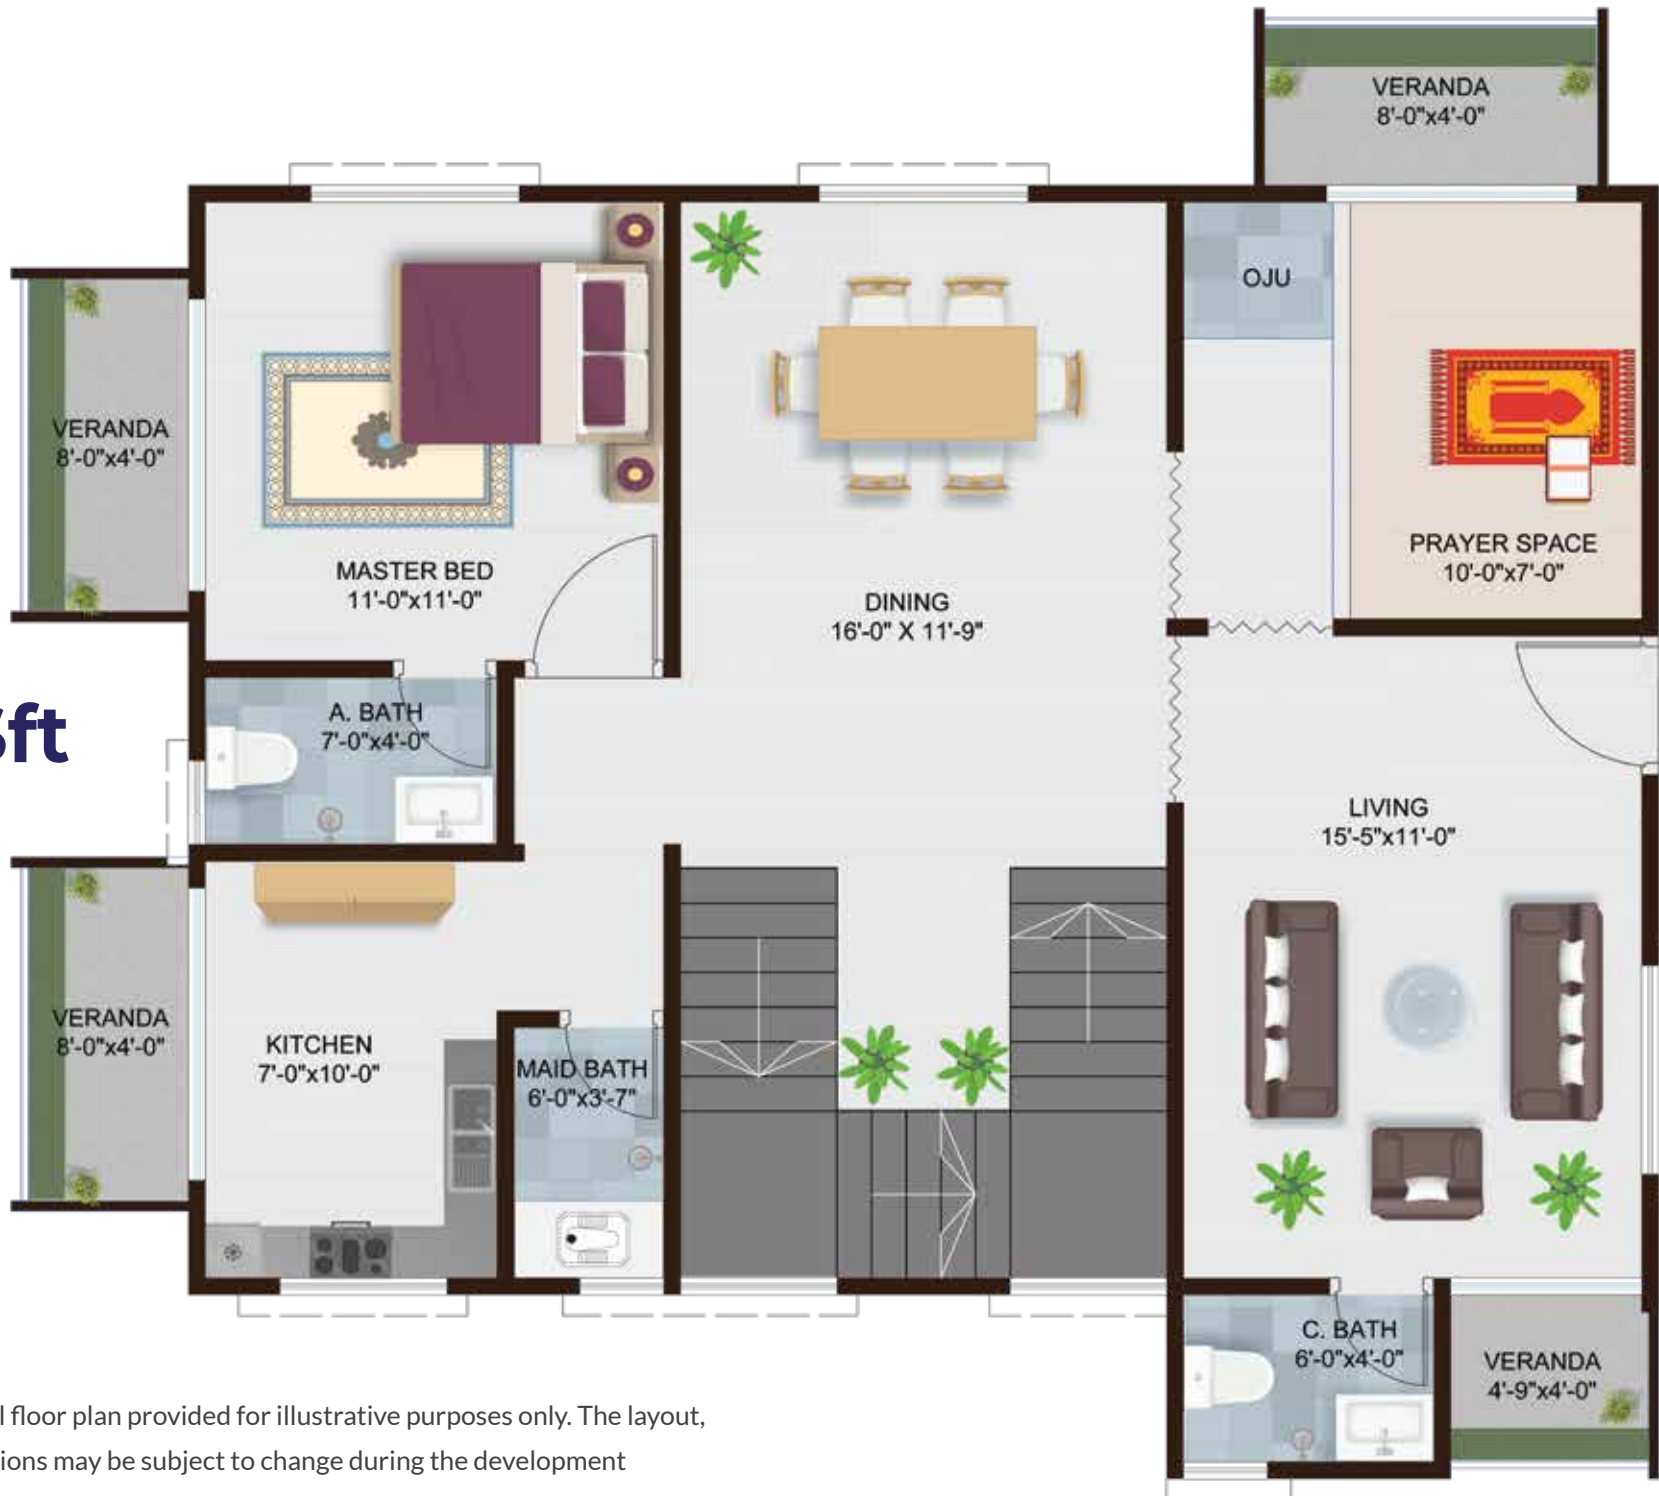 VERANDA
8'-0"x4'-0"
OJU
VERANDA
8'-0"x4'-0"
PRAYER SPACE
10'-0"x7'-0"
MASTER BED
11'-0"x11'-0"
DINING
16'-0" X 11'-9"
A. BATH
7'-0"x4'-0"
Sft
LIVING
15'-5"x11'-0"
VERANDA
8'-0"x4'-0"
KITCHEN
7'-0"x10'-0"
MAID BATH
6'-0"x3'-7"
C. BATH
6'-0"x4'-0"
VERANDA
4'-9"x4'-0"
floor plan provided for illustrative purposes only. The layout,
may be subject to change during the development